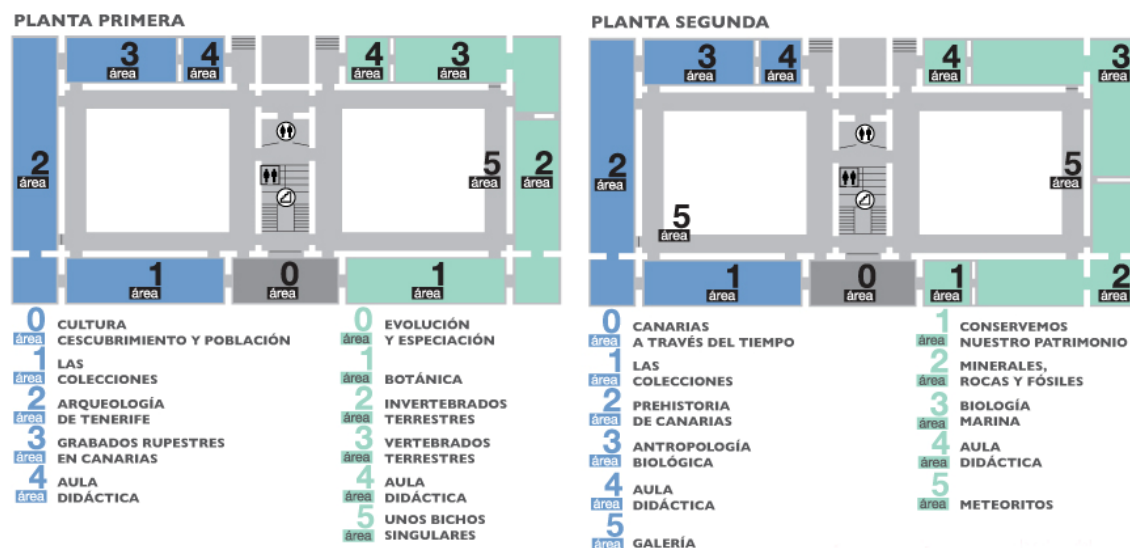 PLANTA PRIMERA
3 área
4 área
4 área
3 área
2 área
5 área
2 área
1 área
0 área
1 área
0 área CULTURA
CESCUBRIMIENTO Y POBLACIÓN
1 área LAS
COLECCIONES
2 área ARQUEOLOGÍA
DE TENERIFE
3 área GRABADOS RUPESTRES
EN CANARIAS
4 área AULA
DIDÁCTICA
0 área EVOLUCIÓN
Y ESPECIACIÓN
1 área BOTÁNICA
2 área INVERTEBRADOS
TERRESTRES
3 área VERTEBRADOS
TERRESTRES
4 área AULA
DIDÁCTICA
5 área UNOS BICHOS
SINGULARES
PLANTA SEGUNDA
3 área
4 área
4 área
3 área
2 área
5 área
5 área
1 área
0 área
1 área
2 área
0 área CANARIAS
A TRAVÉS DEL TIEMPO
1 área LAS
COLECCIONES
2 área PREHISTORIA
DE CANARIAS
3 área ANTROPOLOGÍA
BIOLÓGICA
4 área AULA
DIDÁCTICA
5 área GALERÍA
1 área CONSERVEMOS
NUESTRO PATRIMONIO
2 área MINERALES,
ROCAS Y FÓSILES
3 área BIOLOGÍA
MARINA
4 área AULA
DIDÁCTICA
5 área METEORITOS